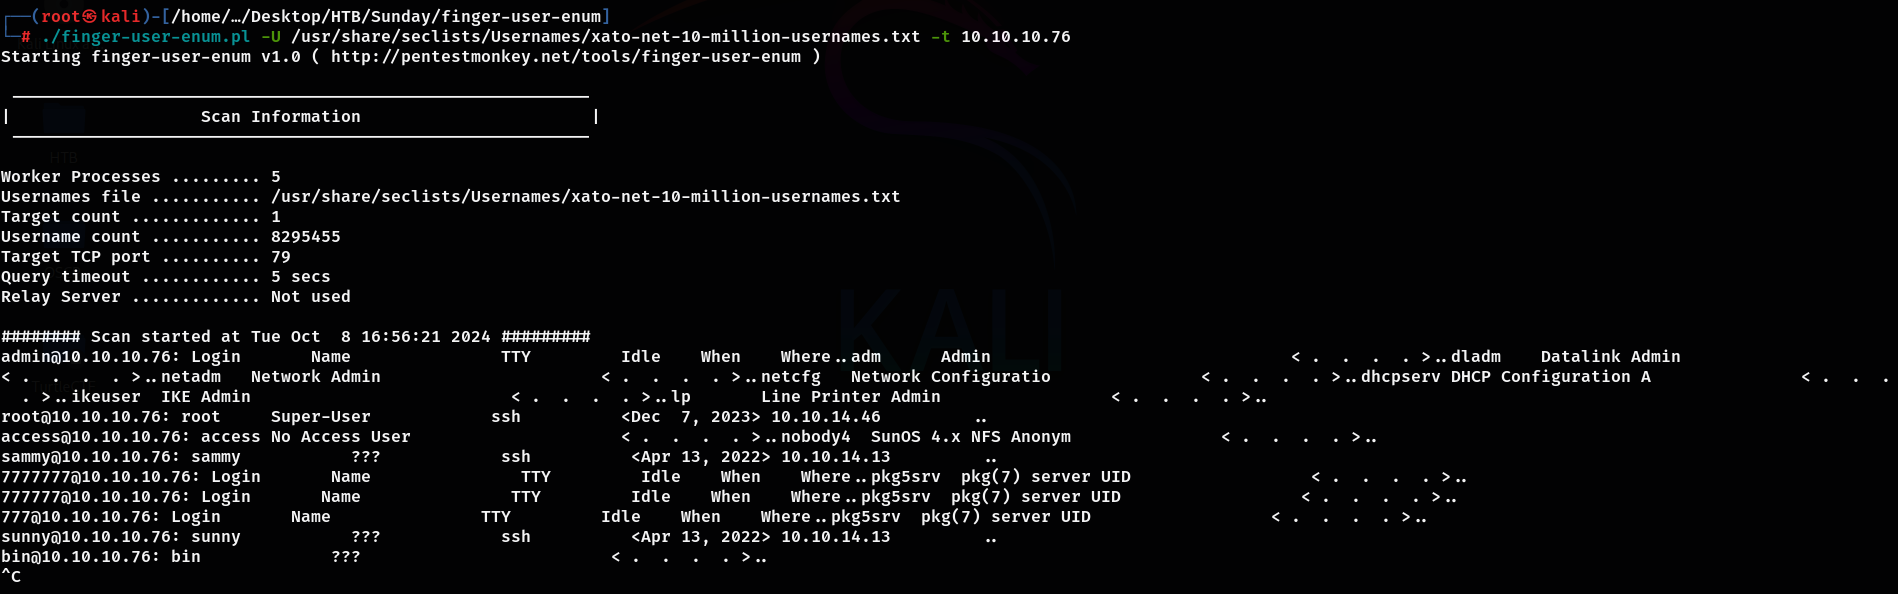 ┌──(root㉿kali)-[/home/…/Desktop/HTB/Sunday/finger-user-enum]
└─# ./finger-user-enum.pl -U /usr/share/seclists/Usernames/xato-net-10-million-usernames.txt -t 10.10.10.76
Starting finger-user-enum v1.0 ( http://pentestmonkey.net/tools/finger-user-enum )
 ----------------------------------------------------------
|                   Scan Information                       |
 ----------------------------------------------------------
Worker Processes ......... 5
Usernames file ........... /usr/share/seclists/Usernames/xato-net-10-million-usernames.txt
Target count ............. 1
Username count ........... 8295455
Target TCP port .......... 79
Query timeout ............ 5 secs
Relay Server ............. Not used
######## Scan started at Tue Oct  8 16:56:21 2024 #########
admin@10.10.10.76: Login       Name               TTY         Idle    When    Where..adm      Admin                              < .  .  .  . >..dladm    Datalink Admin
< .  .  .  . >..netadm   Network Admin                      < .  .  .  . >..netcfg   Network Configuratio               < .  .  .  . >..dhcpserv DHCP Configuration A               < .  .  .
  . >..ikeuser  IKE Admin                          < .  .  .  . >..lp       Line Printer Admin                 < .  .  .  . >..
root@10.10.10.76: root     Super-User            ssh          <Dec  7, 2023> 10.10.14.46         ..
access@10.10.10.76: access No Access User                     < .  .  .  . >..nobody4  SunOS 4.x NFS Anonym               < .  .  .  . >..
sammy@10.10.10.76: sammy           ???            ssh          <Apr 13, 2022> 10.10.14.13         ..
7777777@10.10.10.76: Login       Name               TTY         Idle    When    Where..pkg5srv  pkg(7) server UID                  < .  .  .  . >..
777777@10.10.10.76: Login       Name               TTY         Idle    When    Where..pkg5srv  pkg(7) server UID                  < .  .  .  . >..
777@10.10.10.76: Login       Name               TTY         Idle    When    Where..pkg5srv  pkg(7) server UID                  < .  .  .  . >..
sunny@10.10.10.76: sunny           ???            ssh          <Apr 13, 2022> 10.10.14.13         ..
bin@10.10.10.76: bin             ???                         < .  .  .  . >..
^C
HTB
KALI